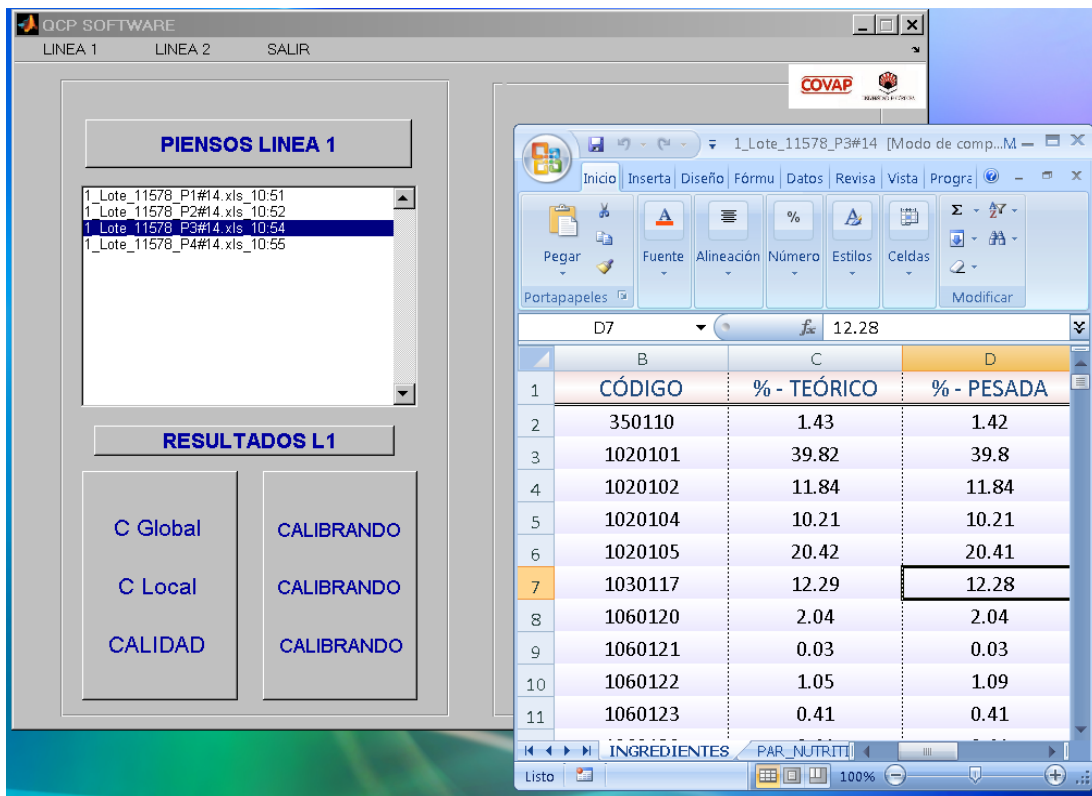 QCP SOFTWARE
LINEA 1 LINEA 2 SALIR
COVAP
PIENSOS LINEA 1
1_Lote_11578_P1#14.xls_10:51
1_Lote_11578_P2#14.xls_10:52
1_Lote_11578_P3#14.xls_10:54
1_Lote_11578_P4#14.xls_10:55
RESULTADOS L1
C Global CALIBRANDO
C Local CALIBRANDO
CALIDAD CALIBRANDO
1_Lote_11578_P3#14 [Modo de comp...M
Inicio Inserta Diseño Fórmu Datos Revisa Vista Progra
Pegar Fuente Alineación Número Estilos Celdas
Portapapeles Modificar
D7 fx 12.28
B C D
1 CÓDIGO % - TEÓRICO % - PESADA
2 350110 1.43 1.42
3 1020101 39.82 39.8
4 1020102 11.84 11.84
5 1020104 10.21 10.21
6 1020105 20.42 20.41
7 1030117 12.29 12.28
8 1060120 2.04 2.04
9 1060121 0.03 0.03
10 1060122 1.05 1.09
11 1060123 0.41 0.41
INGREDIENTES PAR_NUTRITI
Listo 100%